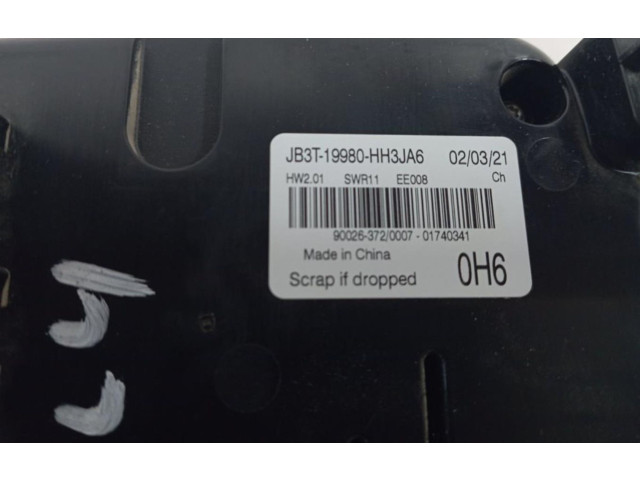 JB3T-19980-HH3JA6 02/03/21
HW2.01 SWR11 EE008 Ch
90026-372/0007 - 01740341
Made in China
Scrap if dropped 0H6